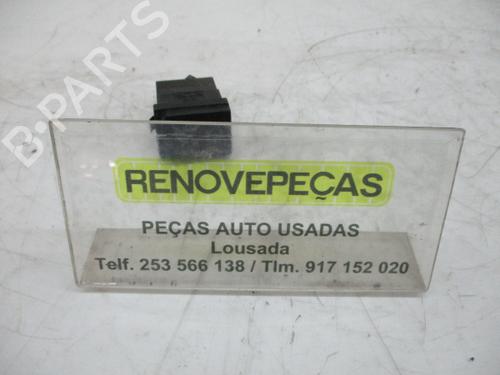 B-PARTS
RENOVEPEÇAS
PEÇAS AUTO USADAS
Lousada
Telf. 253 566 138 / Tlm. 917 152 020